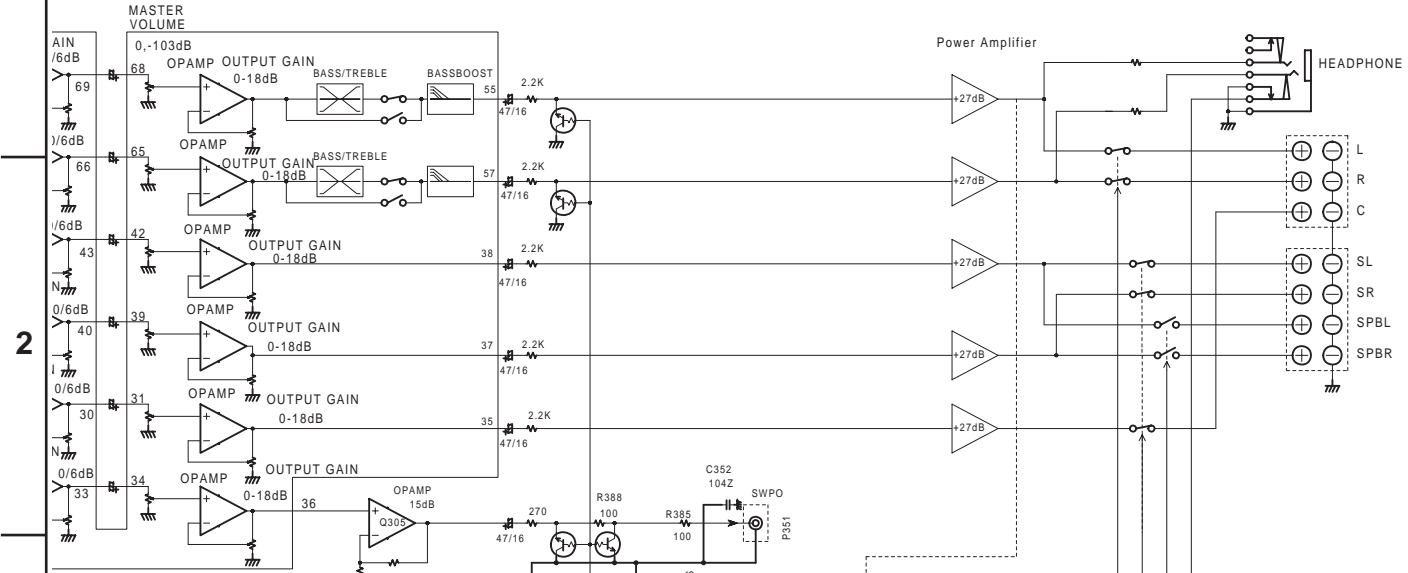 MASTER
VOLUME
0,-103dB
AIN
/6dB
68
69
OPAMP
OUTPUT GAIN
0-18dB
BASS/TREBLE
BASSBOOST
55
2.2K
47/16
Power Amplifier
+27dB
HEADPHONE
)/6dB
65
66
OPAMP
OUTPUT GAIN
0-18dB
BASS/TREBLE
57
2.2K
47/16
+27dB
L
R
C
/6dB
42
43
OPAMP
OUTPUT GAIN
0-18dB
38
2.2K
47/16
+27dB
SL
SR
SPBL
SPBR
N
0/6dB
39
40
OPAMP
OUTPUT GAIN
0-18dB
37
2.2K
47/16
+27dB
2
0/6dB
31
30
OPAMP
OUTPUT GAIN
0-18dB
35
2.2K
47/16
+27dB
N
0/6dB
34
33
OPAMP
OUTPUT GAIN
0-18dB
36
OPAMP
15dB
Q305
270
47/16
R388
100
R385
100
C352
104Z
SWPO
P351